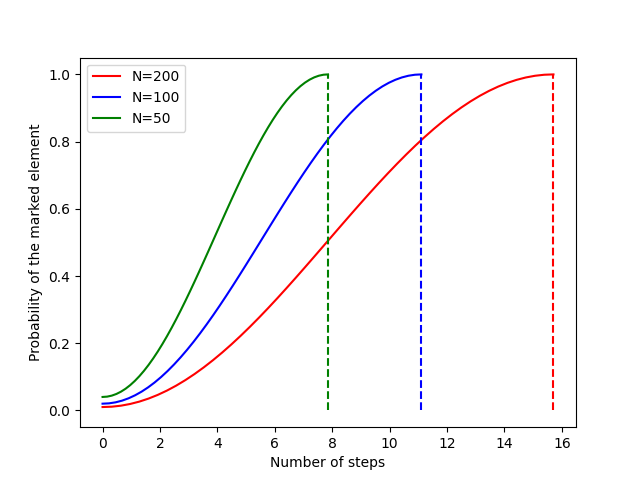 N=200
N=100
N=50
1.0
0.8
0.6
0.4
0.2
0.0
Probability of the marked element
0 2 4 6 8 10 12 14 16
Number of steps